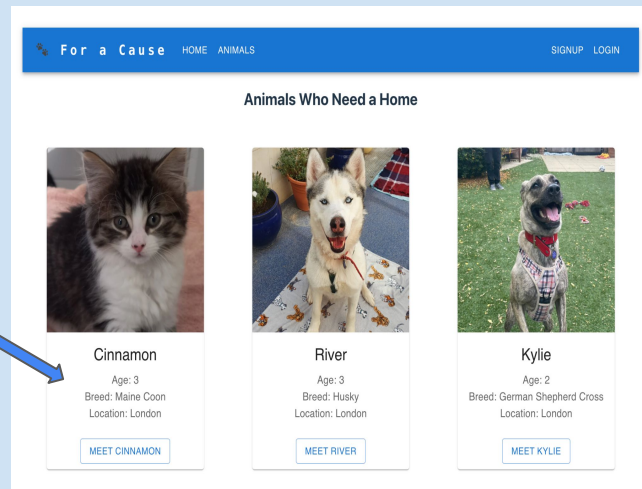 For a Cause HOME ANIMALS SIGNUP LOGIN
Animals Who Need a Home
Cinnamon
Age: 3
Breed: Maine Coon
Location: London
MEET CINNAMON
River
Age: 3
Breed: Husky
Location: London
MEET RIVER
Kylie
Age: 2
Breed: German Shepherd Cross
Location: London
MEET KYLIE